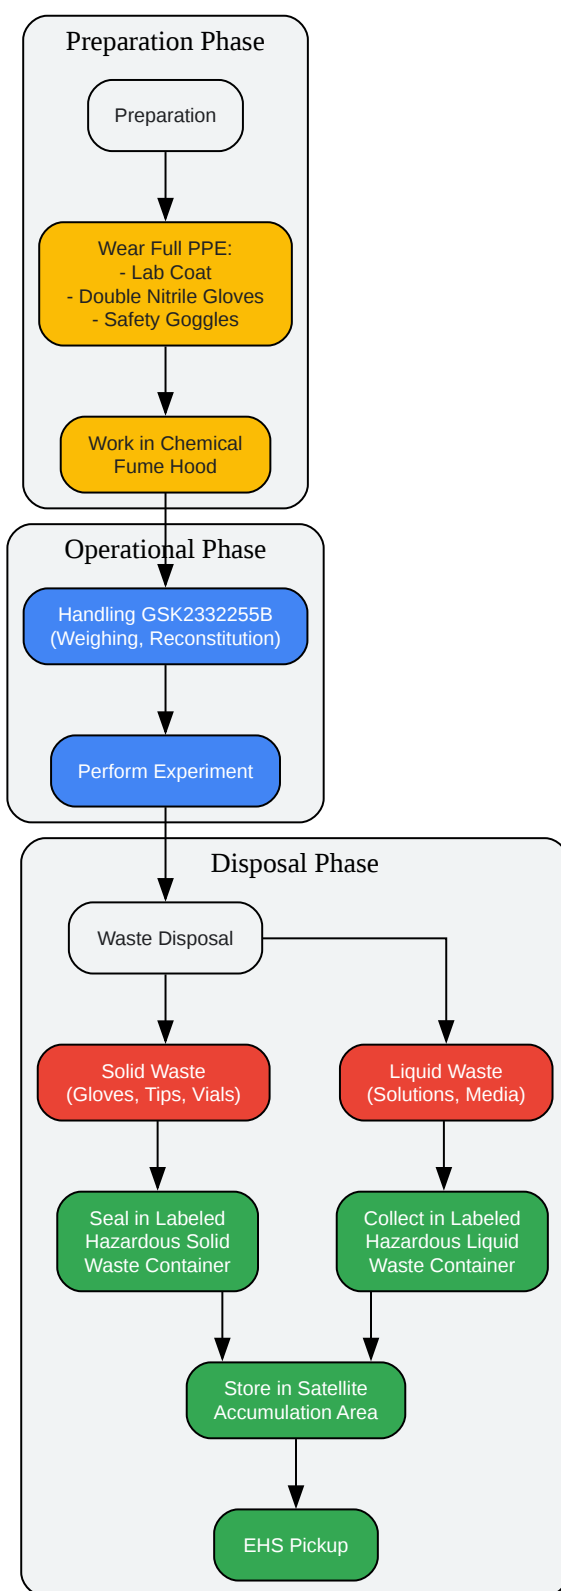 Preparation Phase
Preparation
Wear Full PPE:
- Lab Coat
- Double Nitrile Gloves
- Safety Goggles
Work in Chemical
Fume Hood
Operational Phase
Handling GSK2332255B
(Weighing, Reconstitution)
Perform Experiment
Disposal Phase
Waste Disposal
Solid Waste
(Gloves, Tips, Vials)
Liquid Waste
(Solutions, Media)
Seal in Labeled
Hazardous Solid
Waste Container
Collect in Labeled
Hazardous Liquid
Waste Container
Store in Satellite
Accumulation Area
EHS Pickup